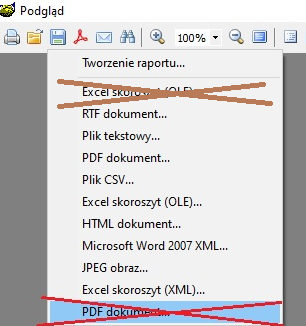 Podgląd
100%
Tworzenie raportu...
Excel skoroszyt (OLE)...
RTF dokument...
Plik tekstowy...
PDF dokument...
Plik CSV...
Excel skoroszyt (OLE)...
HTML dokument...
Microsoft Word 2007 XML...
JPEG obraz...
Excel skoroszyt (XML)...
PDF dokument...